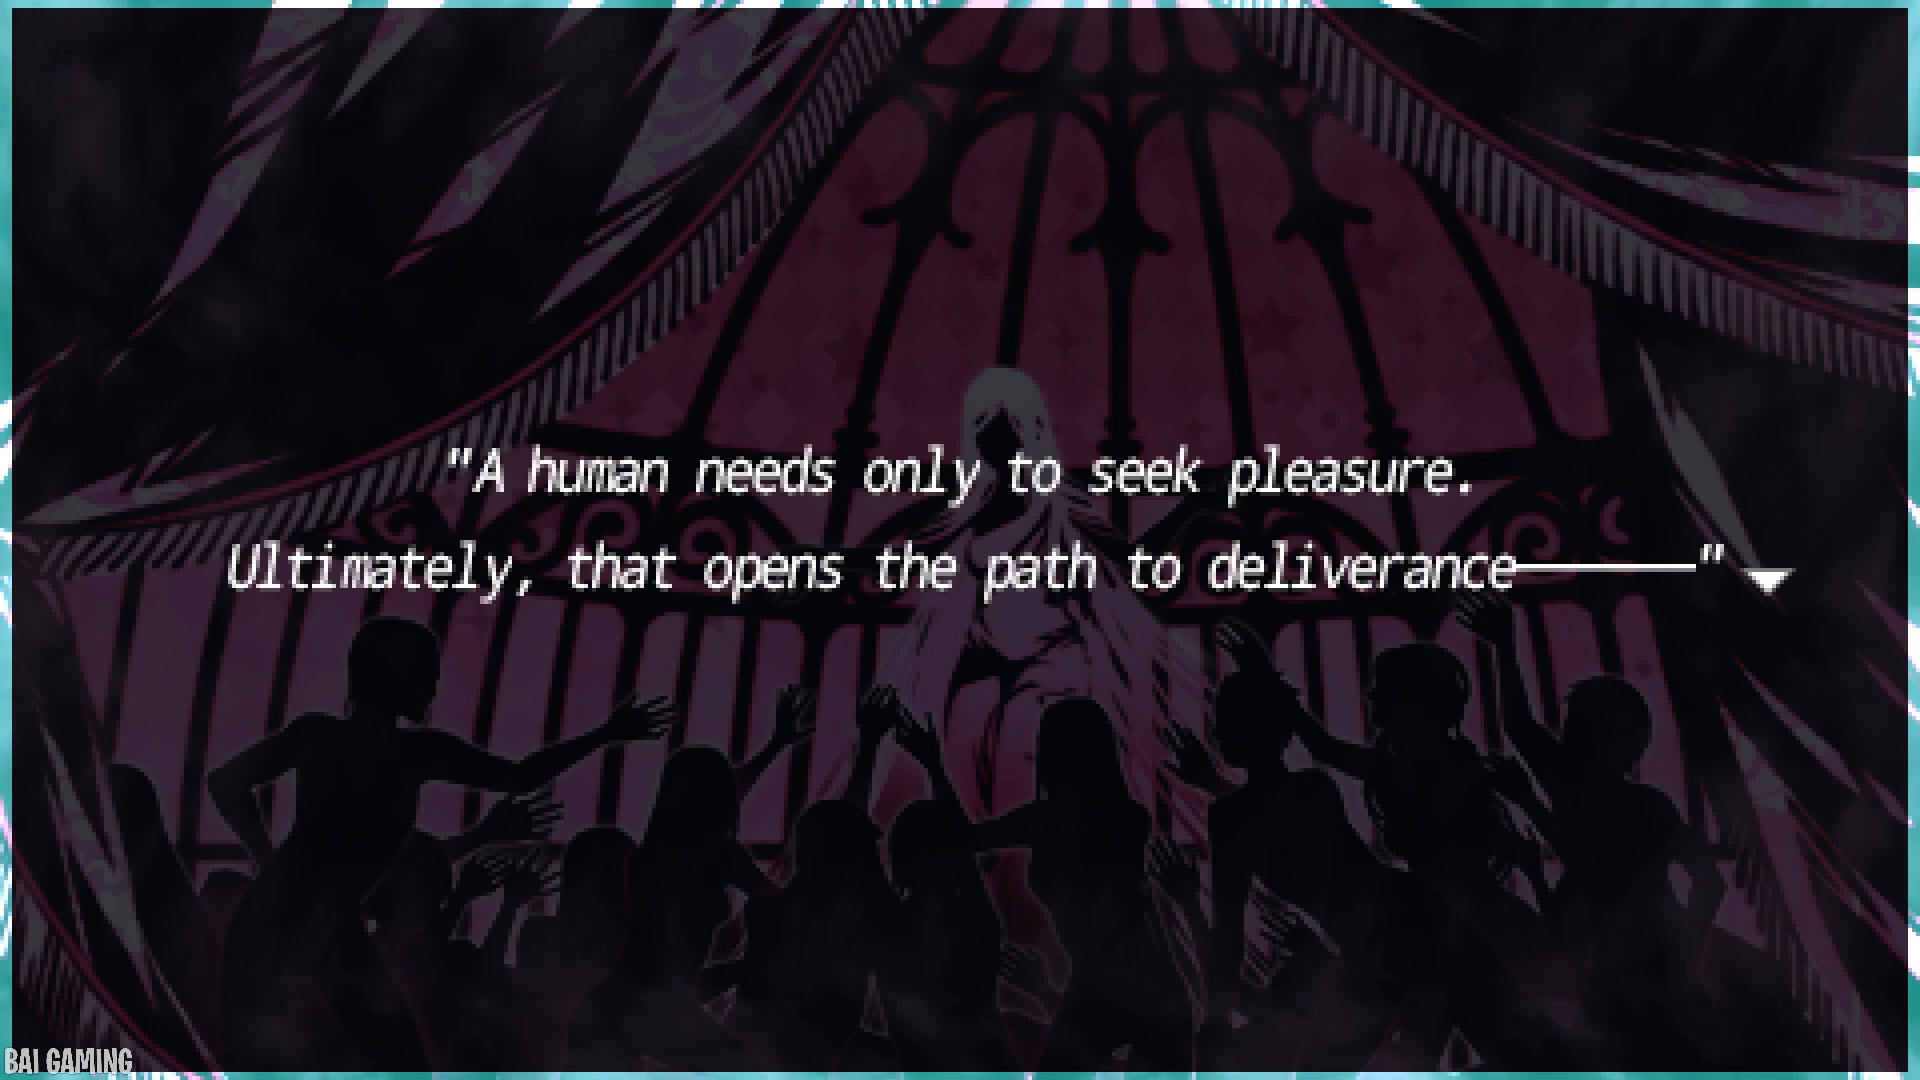 "A human needs only to seek pleasure.
Ultimately, that opens the path to deliverance———"
BAI GAMING